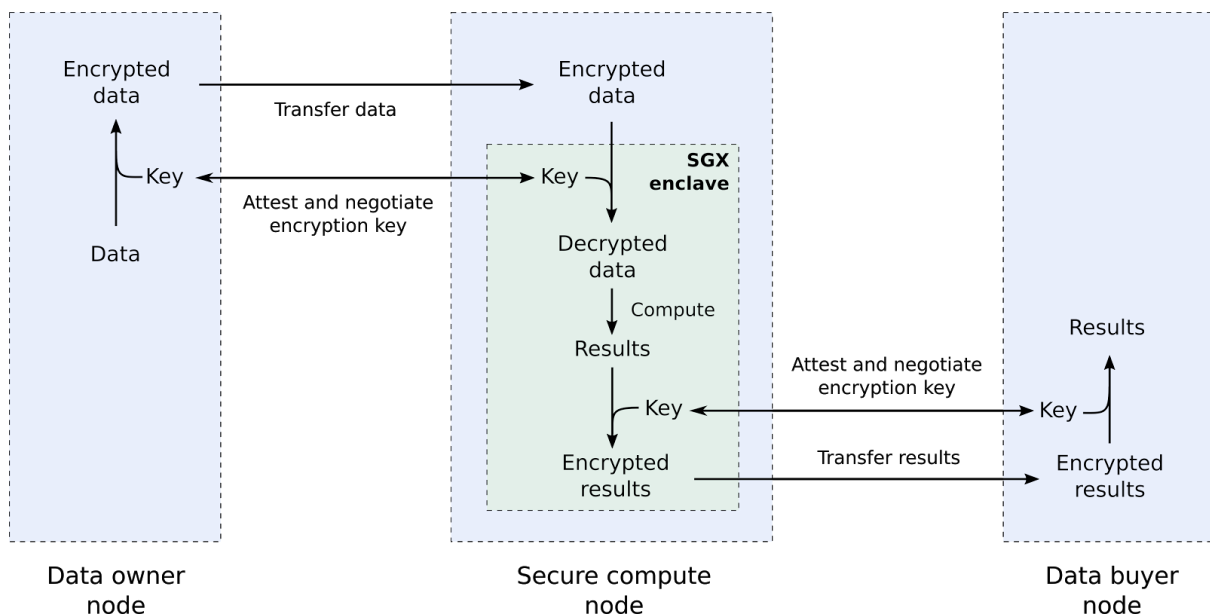 Encrypted
data
Transfer data
Encrypted
data
Key
Attest and negotiate
encryption key
Data
Key
SGX
enclave
Decrypted
data
Compute
Results
Key
Encrypted
results
Attest and negotiate
encryption key
Transfer results
Results
Key
Encrypted
results
Data owner
node
Secure compute
node
Data buyer
node